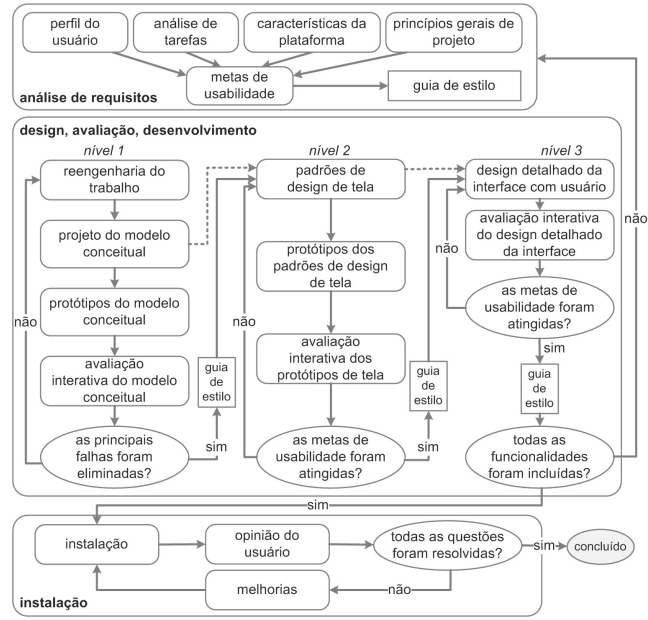 perfil do
usuário
análise de
tarefas
características da
plataforma
princípios gerais de
projeto
metas de
usabilidade
guia de estilo
análise de requisitos
design, avaliação, desenvolvimento
nível 1
nível 2
nível 3
reengenharia do
trabalho
projeto do modelo
conceitual
protótipos do modelo
conceitual
avaliação
interativa do modelo
conceitual
as principais
falhas foram
eliminadas?
não
sim
guia
de
estilo
padrões de
design de tela
protótipos dos
padrões de design
de tela
avaliação
interativa dos
protótipos de tela
as metas de
usabilidade foram
atingidas?
não
sim
guia
de
estilo
design detalhado da
interface com usuário
avaliação interativa
do design detalhado
da interface
as metas de
usabilidade foram
atingidas?
não
sim
guia
de
estilo
todas as
funcionalidades
foram incluídas?
não
sim
instalação
opinião do
usuário
todas as questões
foram resolvidas?
sim
concluído
não
melhorias
instalação